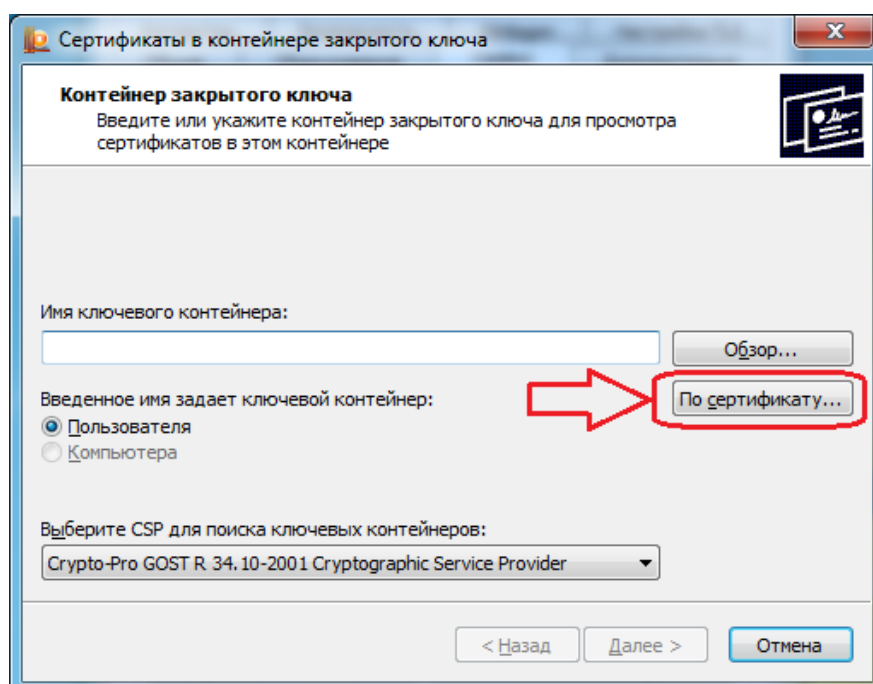 Сертификаты в контейнере закрытого ключа
Контейнер закрытого ключа
Введите или укажите контейнер закрытого ключа для просмотра
сертификатов в этом контейнере
Имя ключевого контейнера:
Обзор...
Введенное имя задает ключевой контейнер:
По сертификату...
Пользователя
Компьютера
Выберите CSP для поиска ключевых контейнеров:
Crypto-Pro GOST R 34.10-2001 Cryptographic Service Provider
< Назад
Далее >
Отмена